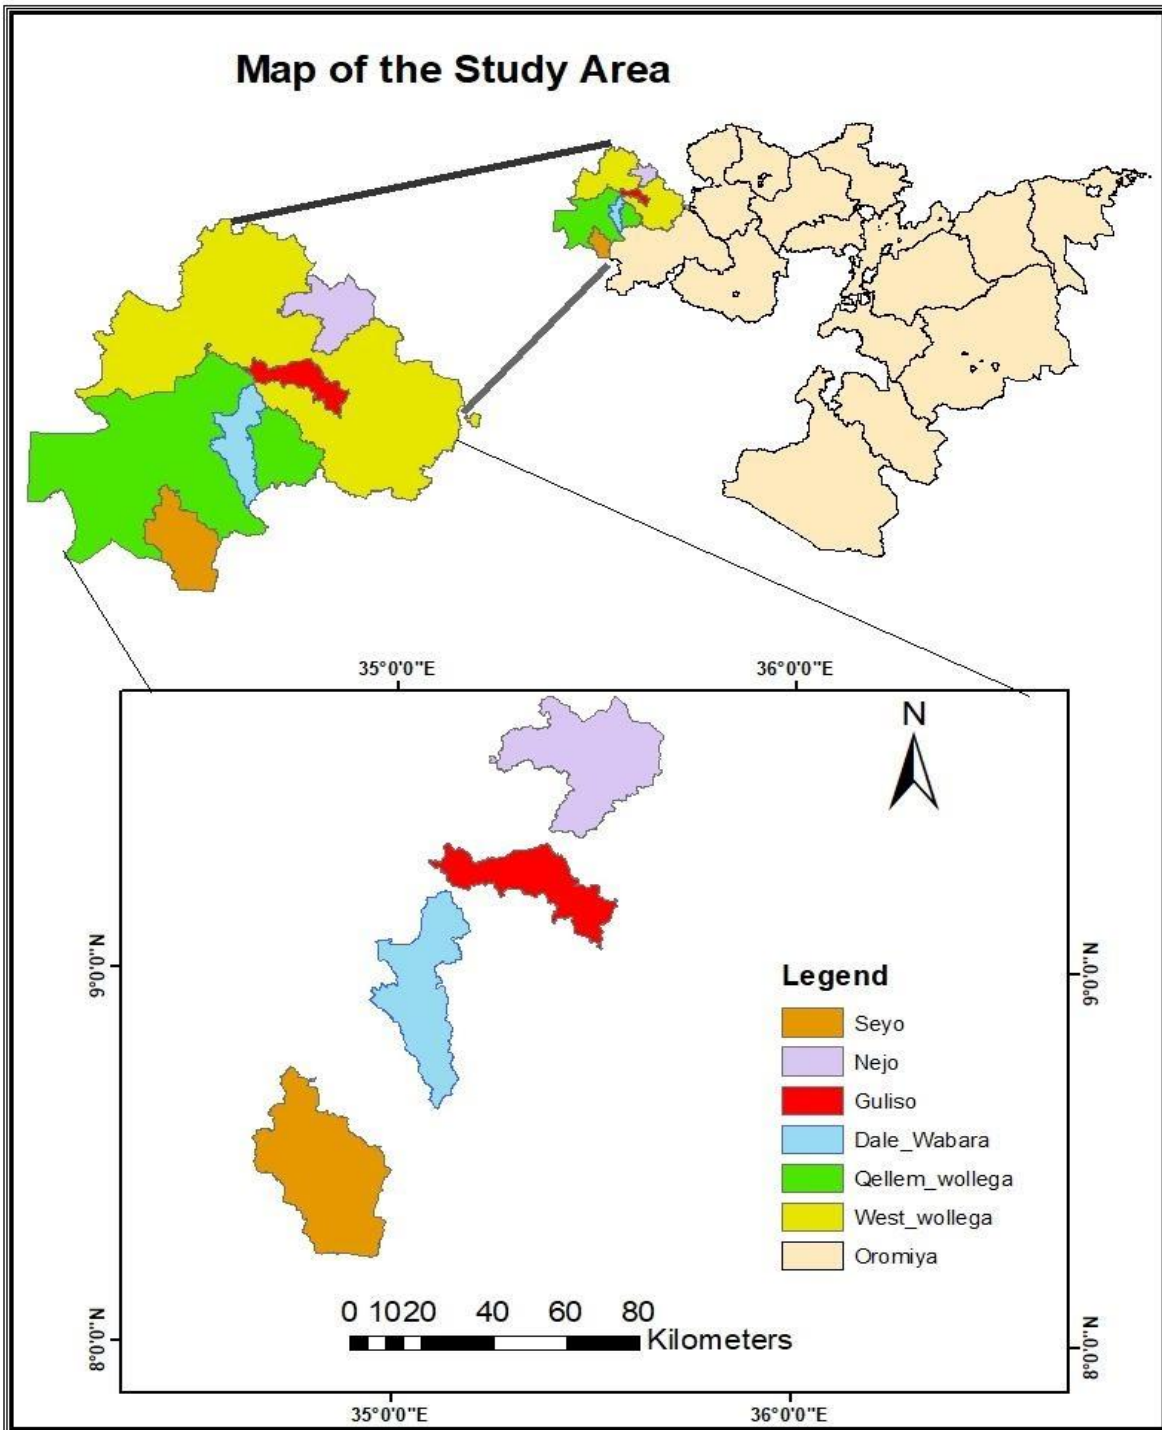 Map of the Study Area
35°0'0"E
36°0'0"E
N
9°0'0"N
9°0'0"N
Legend
Seyo
Nejo
Guliso
Dale_Wabara
Qellem_wollega
West_wollega
Oromiya
0 10 20 40 60 80
Kilometers
8°0'0"N
8°0'0"N
35°0'0"E
36°0'0"E